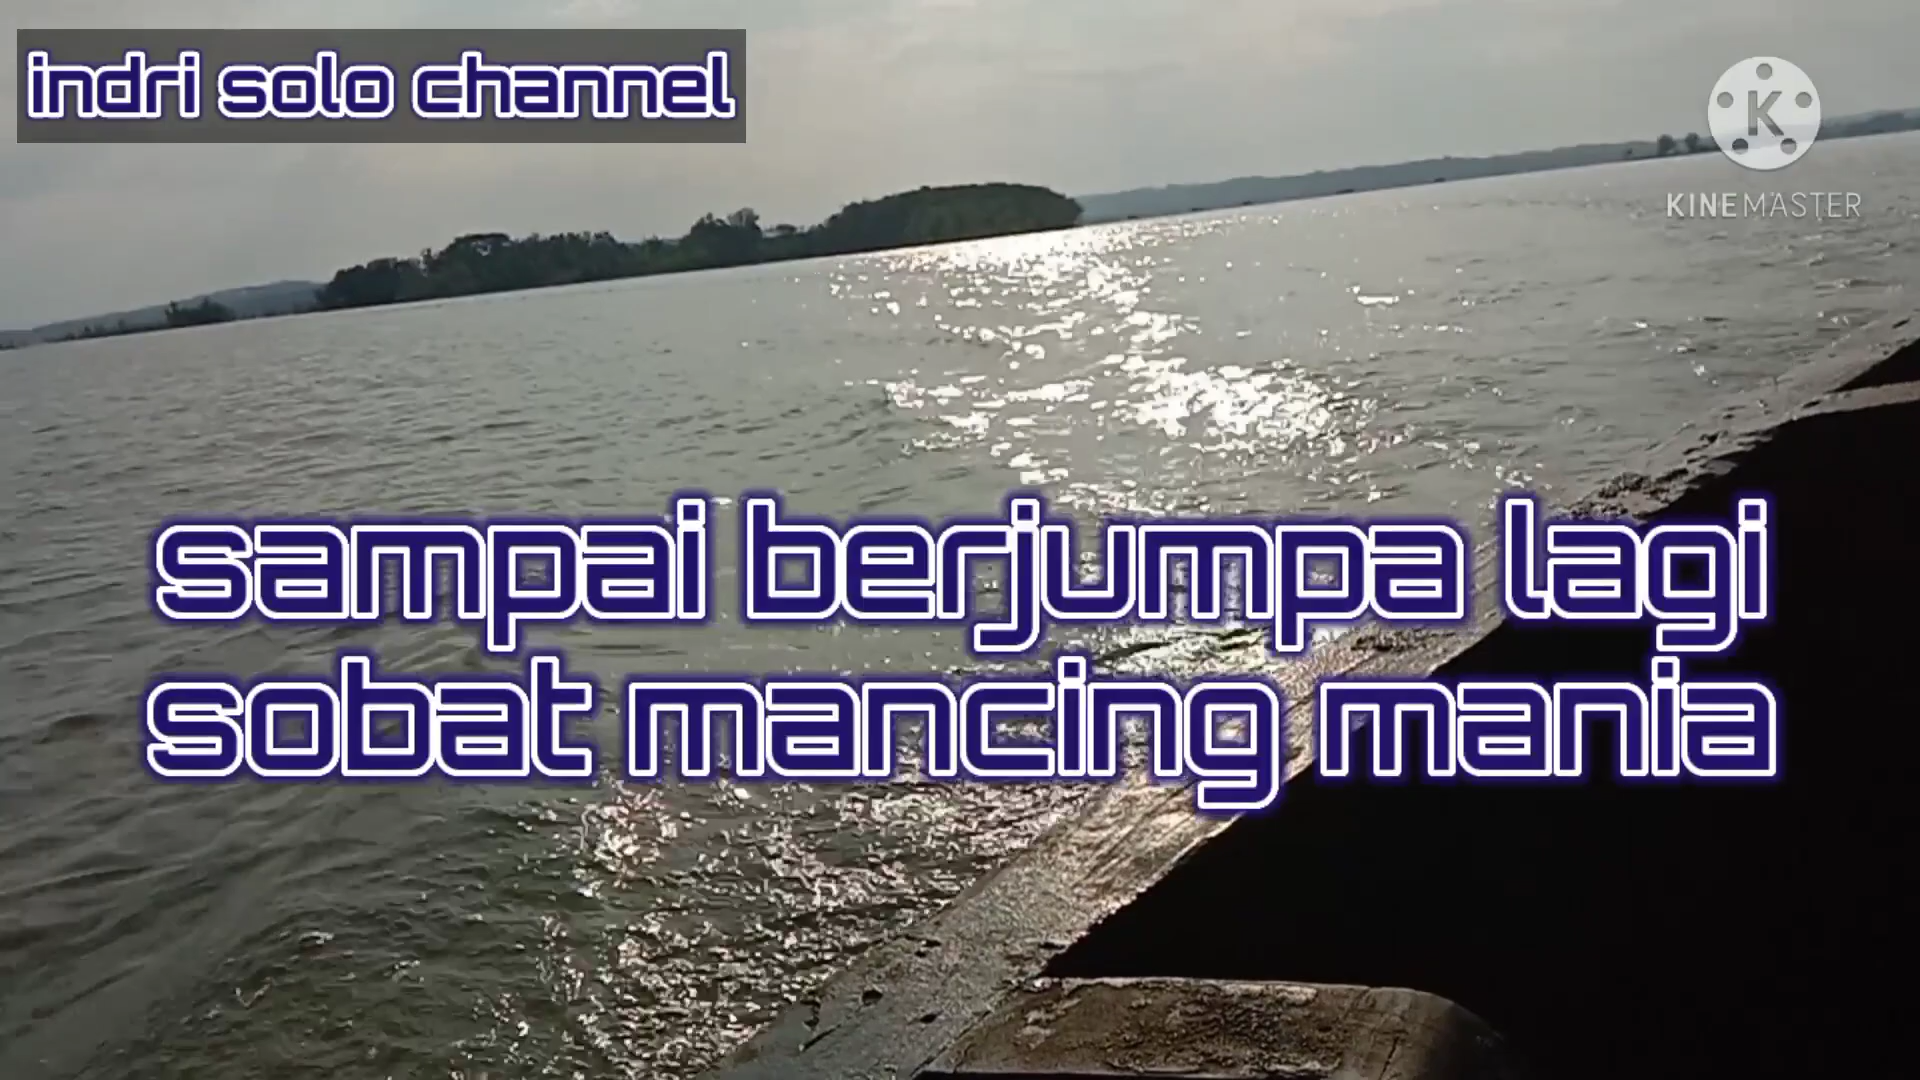 indri solo channel
K
KINEMASTER
sampai berjumpa lagi
sobat mancing mania